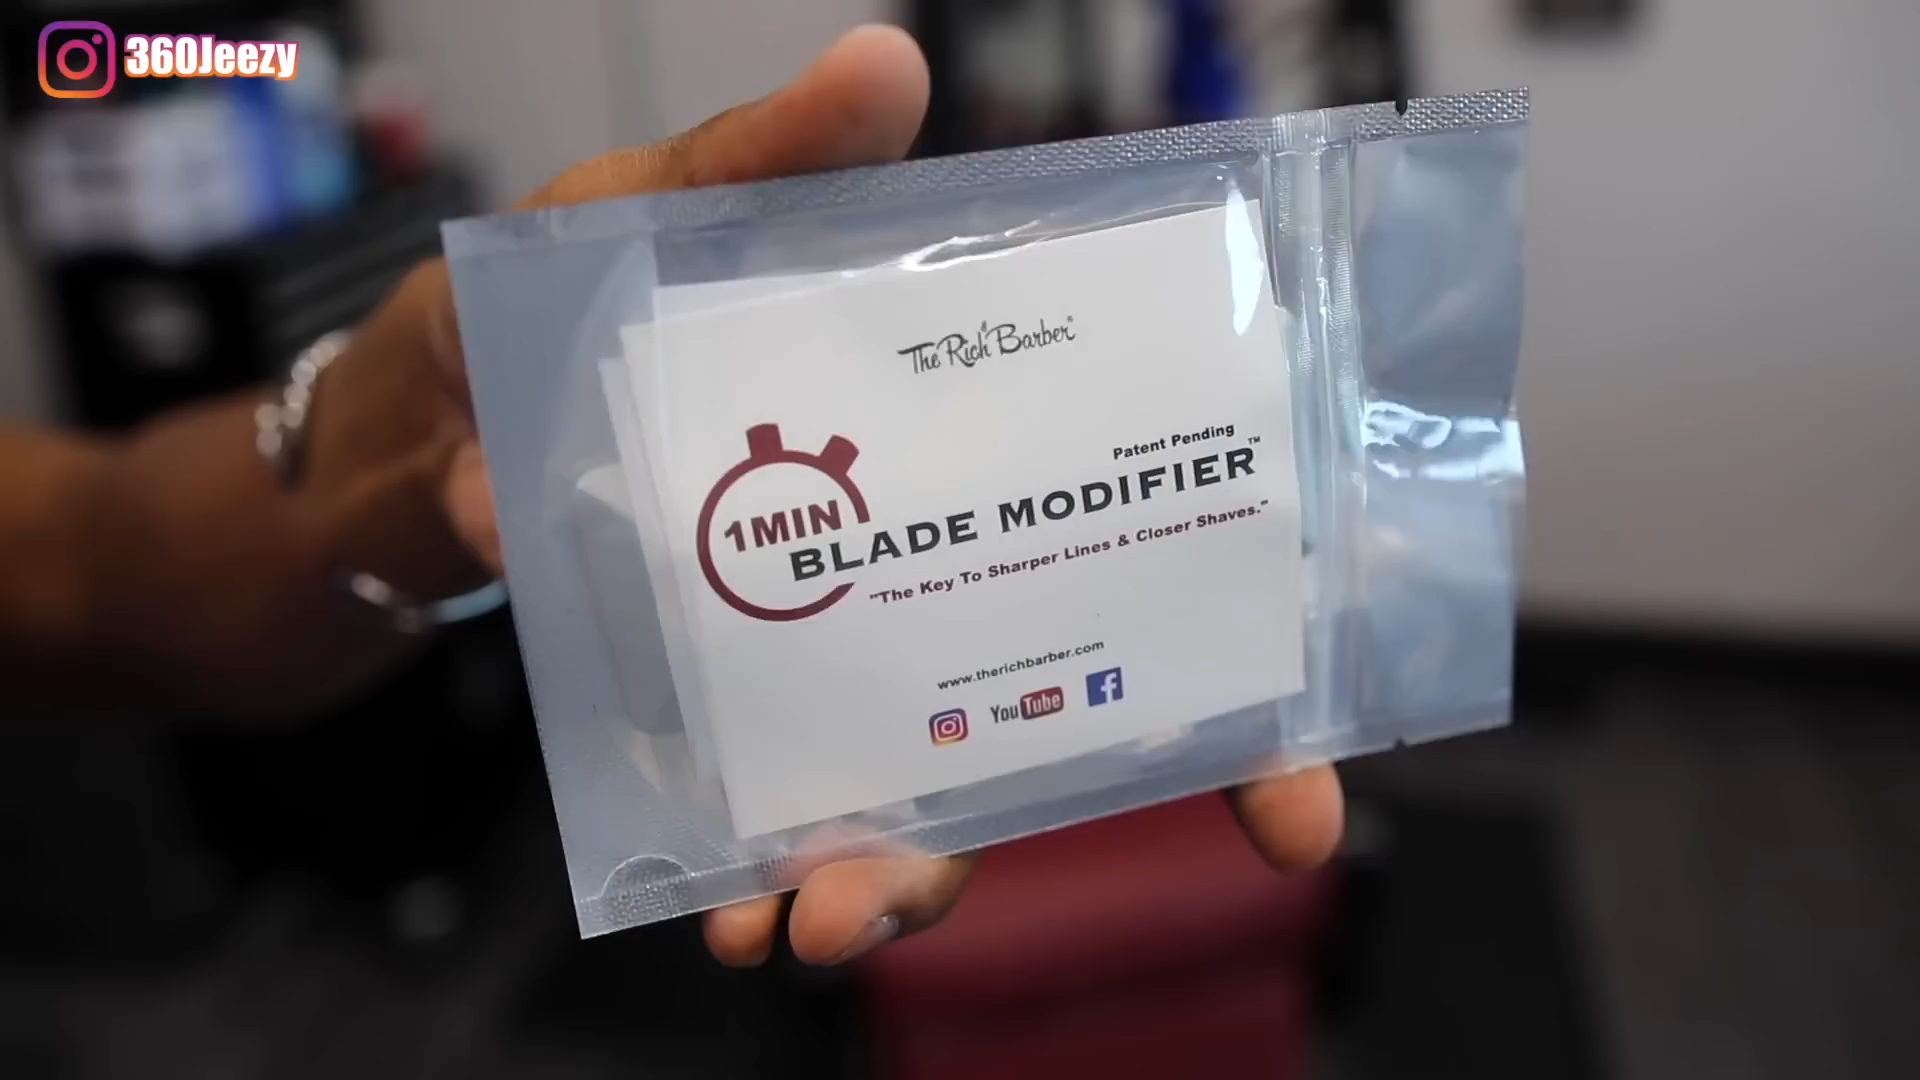 360Jeezy
The Rich Barber®
Patent Pending
1MIN
BLADE MODIFIER™
"The Key To Sharper Lines & Closer Shaves."
www.therichbarber.com
YouTube
f